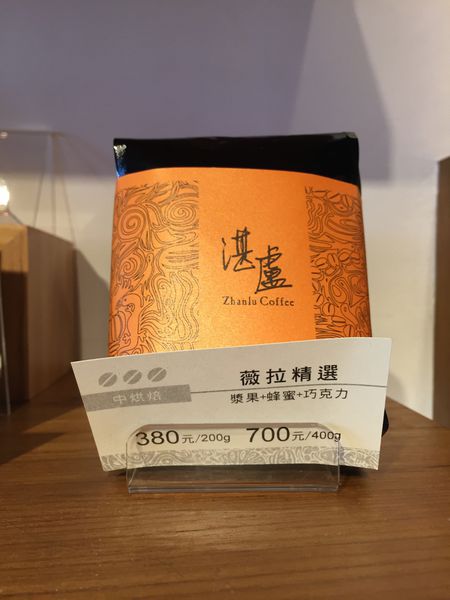 湛盧
Zhanlu Coffee
薇拉精選
中烘焙
漿果+蜂蜜+巧克力
380元/200g 700元/400g